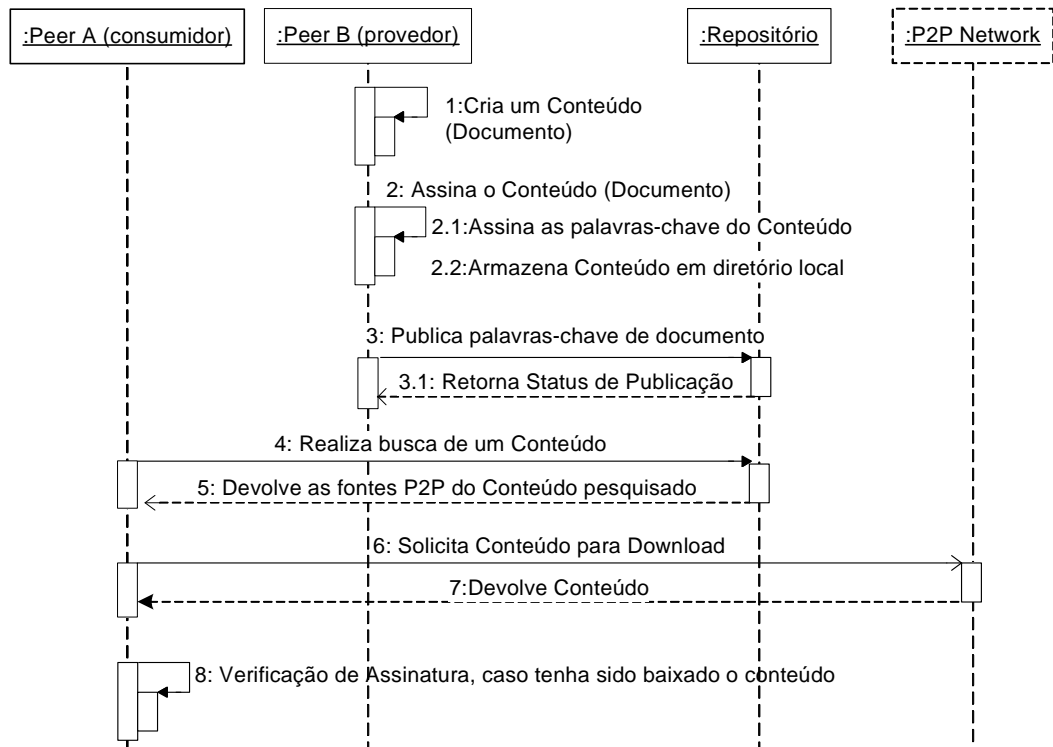 :Peer A (consumidor)
:Peer B (provedor)
:Repositório
:P2P Network
1:Cria um Conteúdo
(Documento)
2: Assina o Conteúdo (Documento)
2.1:Assina as palavras-chave do Conteúdo
2.2:Armazena Conteúdo em diretório local
3: Publica palavras-chave de documento
3.1: Retorna Status de Publicação
4: Realiza busca de um Conteúdo
5: Devolve as fontes P2P do Conteúdo pesquisado
6: Solicita Conteúdo para Download
7:Devolve Conteúdo
8: Verificação de Assinatura, caso tenha sido baixado o conteúdo